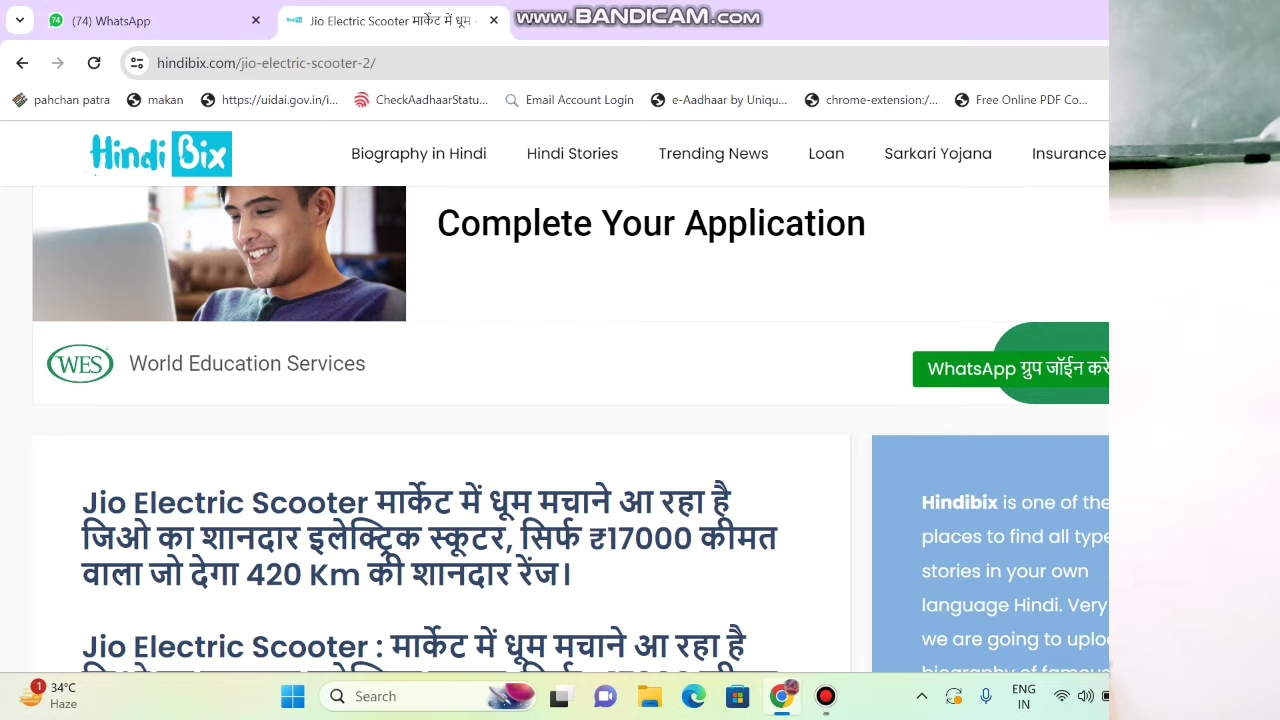 (74) WhatsApp
Jio Electric Scooter मार्केट में धूम
www.BANDICAM.com
hindibix.com/jio-electric-scooter-2/
pahchan patra
makan
https://uidai.gov.in/i...
CheckAadhaarStatu...
Email Account Login
e-Aadhaar by Uniqu...
chrome-extension:/...
Free Online PDF Co...
Hindi Bix
Biography in Hindi
Hindi Stories
Trending News
Loan
Sarkari Yojana
Insurance
Complete Your Application
WES
World Education Services
WhatsApp ग्रुप जॉईन करे
Jio Electric Scooter मार्केट में धूम मचाने आ रहा है
जिओ का शानदार इलेक्ट्रिक स्कूटर, सिर्फ ₹17000 कीमत
वाला जो देगा 420 Km की शानदार रेंज।
Jio Electric Scooter : मार्केट में धूम मचाने आ रहा है
Hindibix is one of the
places to find all type
stories in your own
language Hindi. Very
we are going to uplo
biography of famous
1
34°C
Haze
Search
ENG
IN